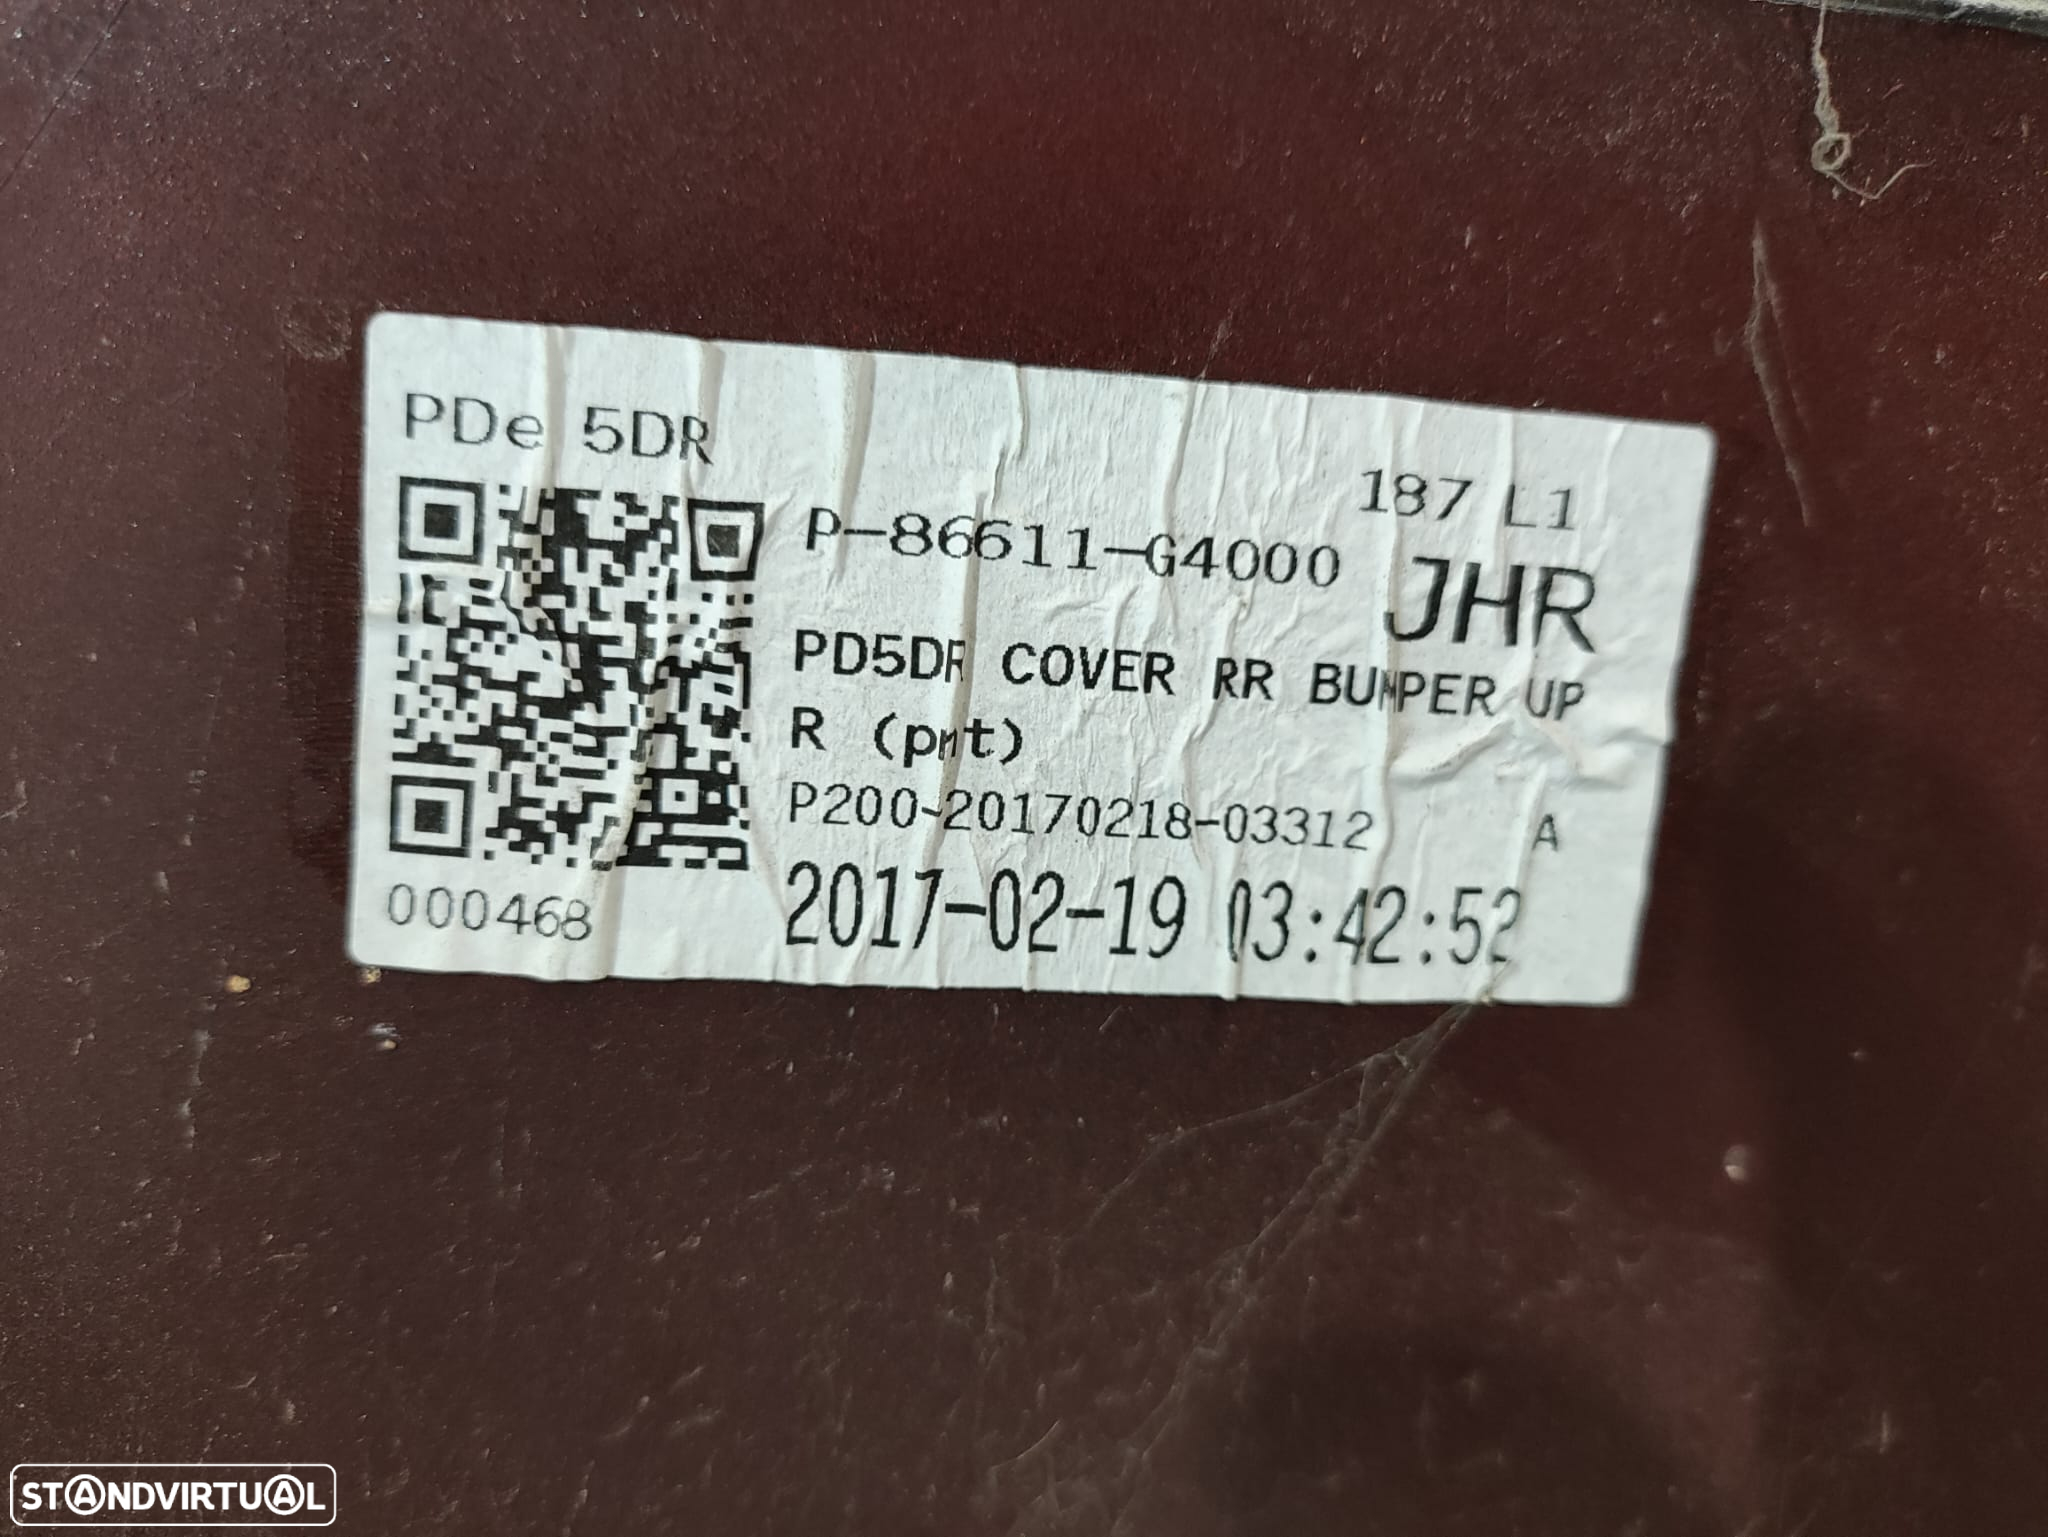 PDe 5DR
187 L1
P-86611-G4000
JHR
PD5DR COVER RR BUMPER UP
R (pmt)
P200-20170218-03312 A
2017-02-19 03:42:52
000468
STANDVIRTUAL